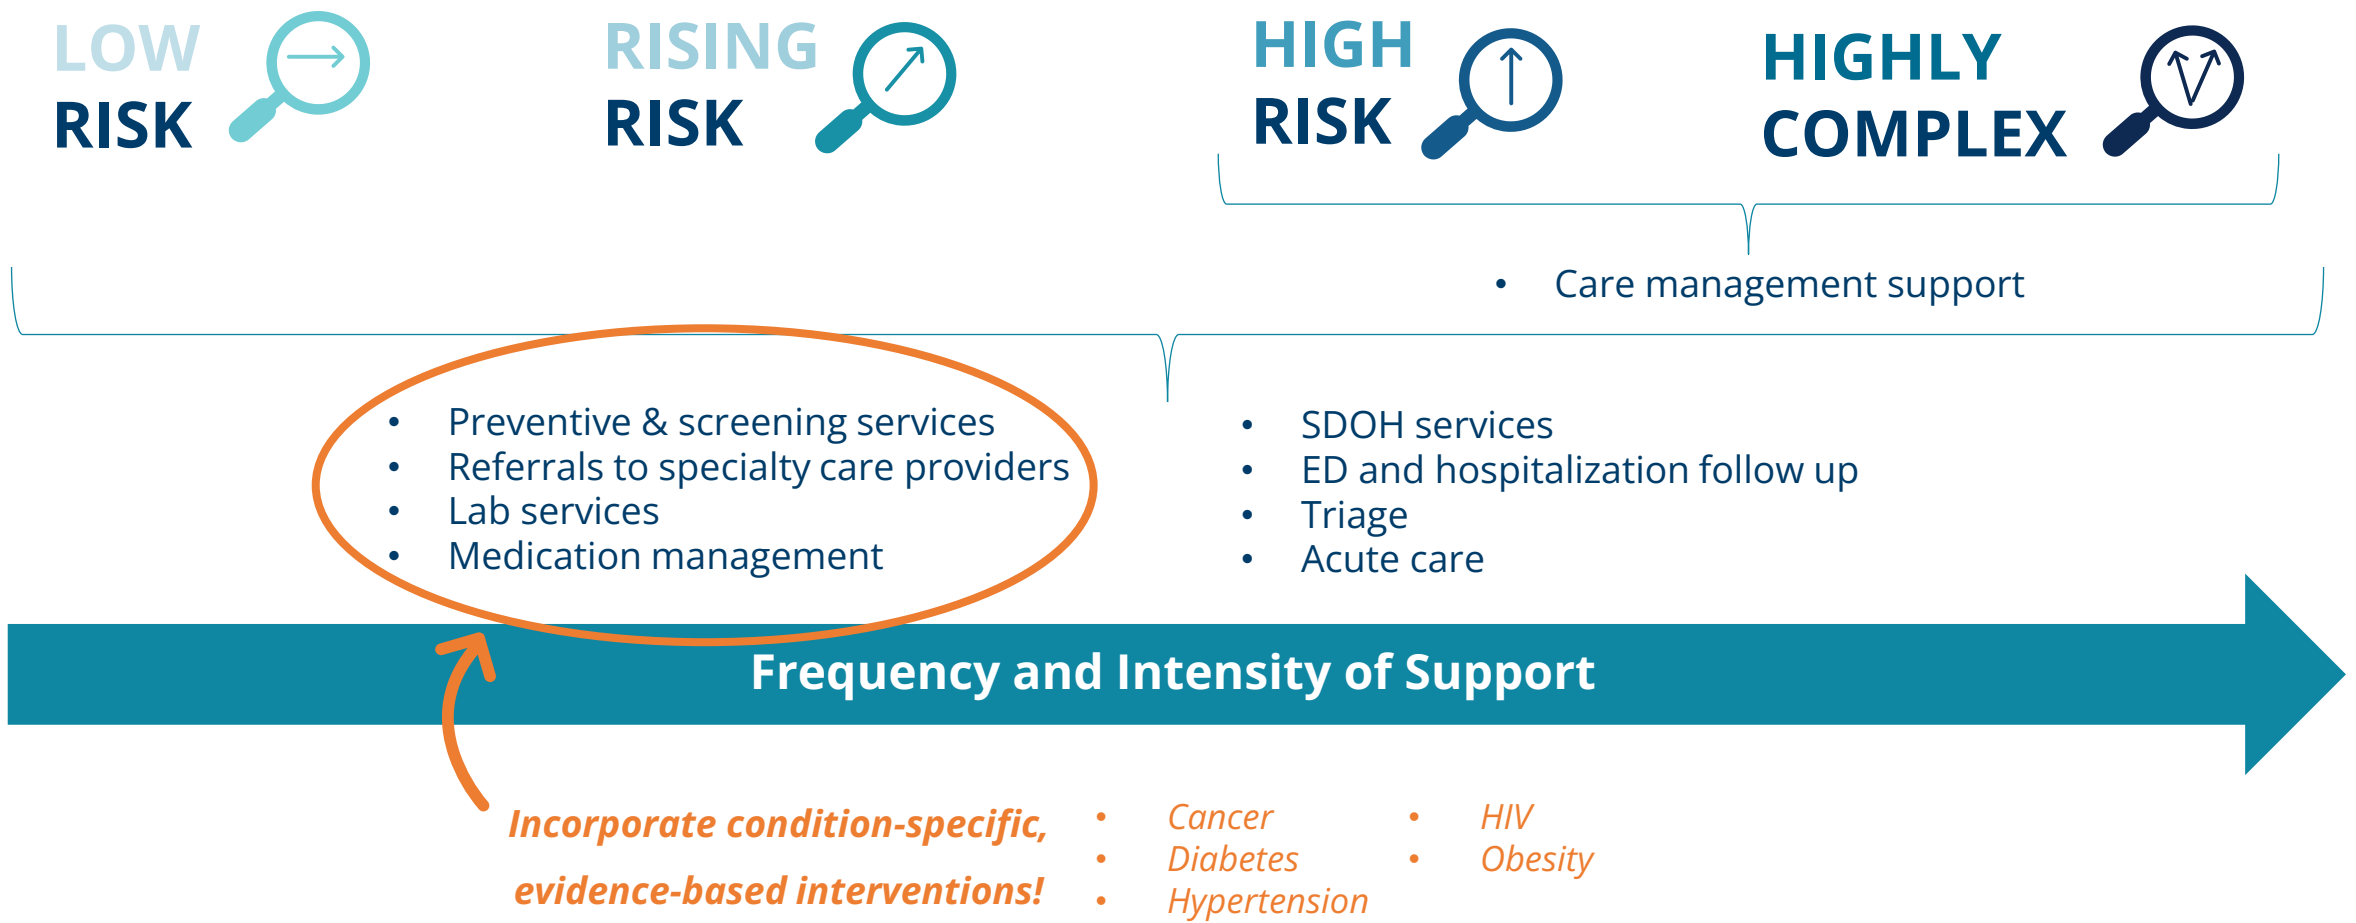 LOW
RISK
RISING
RISK
HIGH
RISK
HIGHLY
COMPLEX
• Care management support
• Preventive & screening services
• Referrals to specialty care providers
• Lab services
• Medication management
• SDOH services
• ED and hospitalization follow up
• Triage
• Acute care
Frequency and Intensity of Support
Incorporate condition-specific,
evidence-based interventions!
• Cancer
• Diabetes
• Hypertension
• HIV
• Obesity